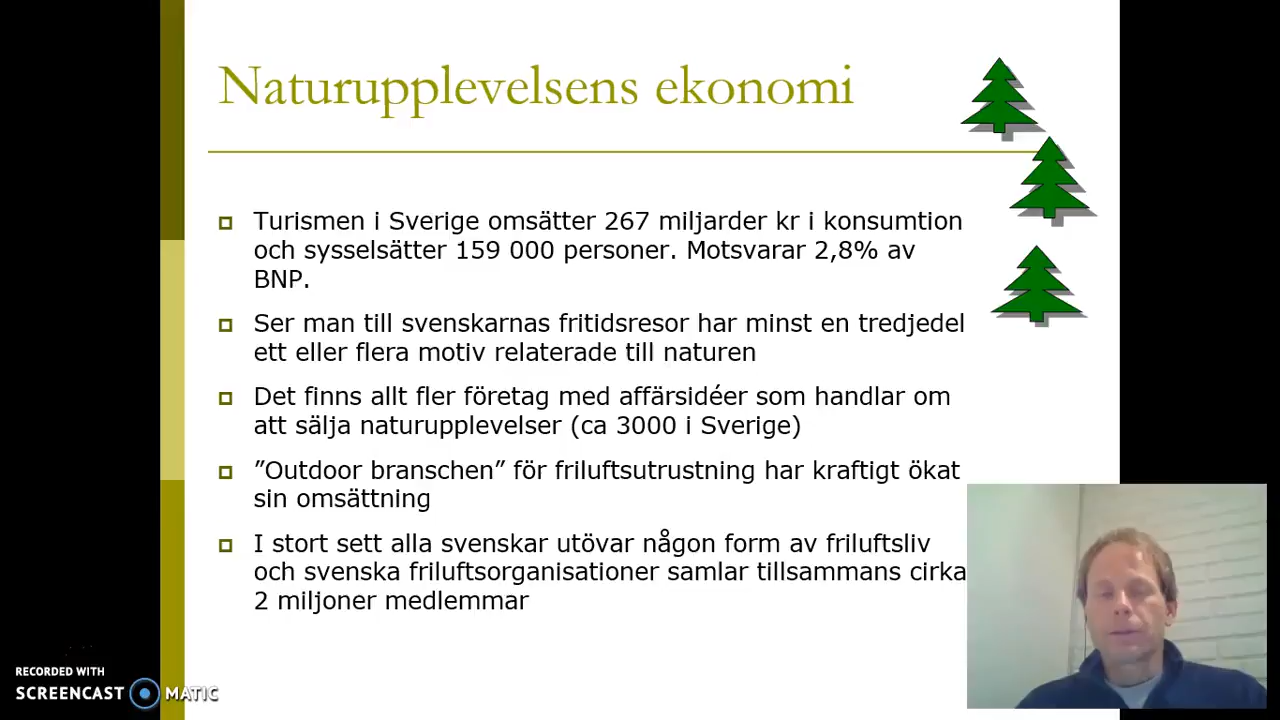 Naturupplevelsens ekonomi
Turismen i Sverige omsätter 267 miljarder kr i konsumtion
och sysselsätter 159 000 personer. Motsvarar 2,8% av
BNP.
Ser man till svenskarnas fritidsresor har minst en tredjedel
ett eller flera motiv relaterade till naturen
Det finns allt fler företag med affärsidéer som handlar om
att sälja naturupplevelser (ca 3000 i Sverige)
”Outdoor branschen” för friluftsutrustning har kraftigt ökat
sin omsättning
I stort sett alla svenskar utövar någon form av friluftsliv
och svenska friluftsorganisationer samlar tillsammans cirka
2 miljoner medlemmar
RECORDED WITH
SCREENCAST MATIC